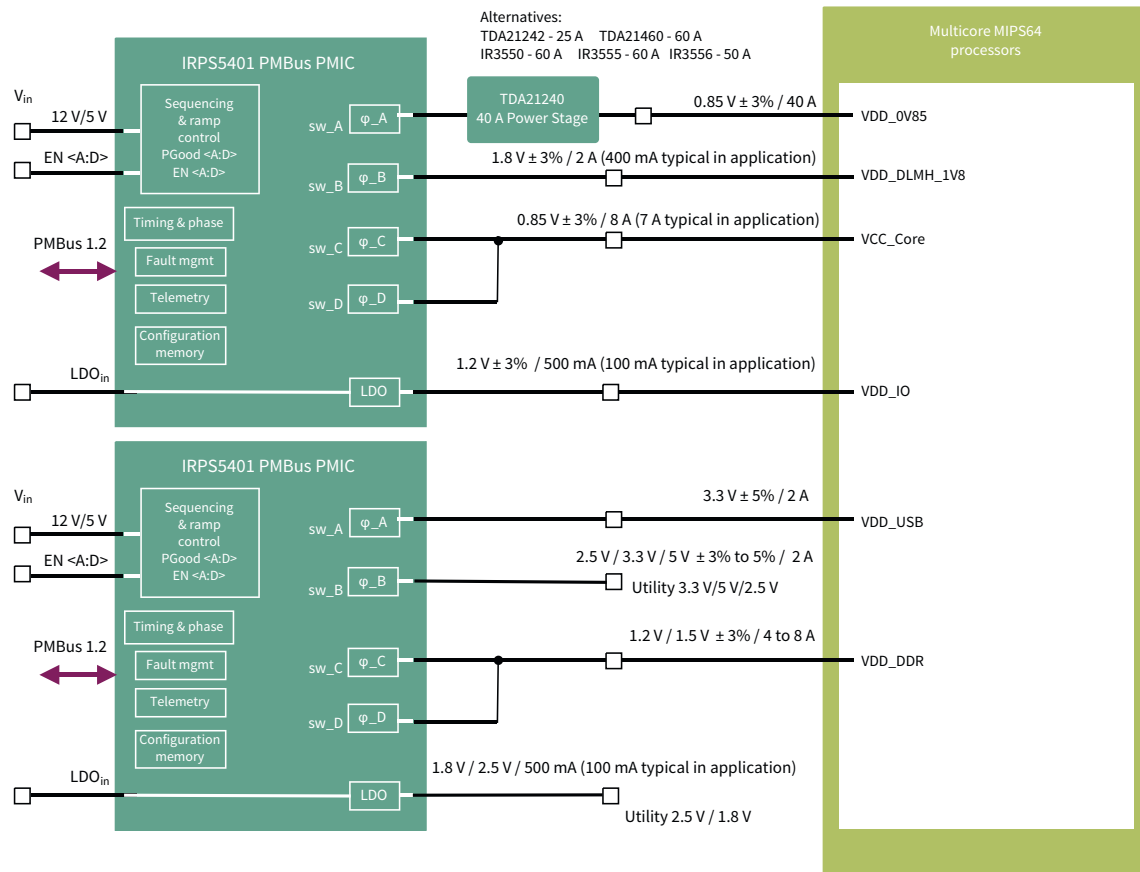 Alternatives:
TDA21242 - 25 A TDA21460 - 60 A
IR3550 - 60 A IR3555 - 60 A IR3556 - 50 A
Multicore MIPS64
processors
IRPS5401 PMBus PMIC
Vin
12 V/5 V
EN <A:D>
Sequencing
& ramp
control
PGood <A:D>
EN <A:D>
Timing & phase
PMBus 1.2
Fault mgmt
Telemetry
Configuration
memory
LDOin
sw_A
φ_A
TDA21240
40 A Power Stage
0.85 V ± 3% / 40 A
VDD_0V85
1.8 V ± 3% / 2 A (400 mA typical in application)
sw_B
φ_B
VDD_DLMH_1V8
0.85 V ± 3% / 8 A (7 A typical in application)
sw_C
φ_C
VCC_Core
sw_D
φ_D
1.2 V ± 3% / 500 mA (100 mA typical in application)
LDO
VDD_IO
IRPS5401 PMBus PMIC
Vin
12 V/5 V
EN <A:D>
Sequencing
& ramp
control
PGood <A:D>
EN <A:D>
Timing & phase
PMBus 1.2
Fault mgmt
Telemetry
Configuration
memory
LDOin
3.3 V ± 5% / 2 A
sw_A
φ_A
VDD_USB
2.5 V / 3.3 V / 5 V ± 3% to 5% / 2 A
sw_B
φ_B
Utility 3.3 V/5 V/2.5 V
1.2 V / 1.5 V ± 3% / 4 to 8 A
sw_C
φ_C
VDD_DDR
sw_D
φ_D
1.8 V / 2.5 V / 500 mA (100 mA typical in application)
LDO
Utility 2.5 V / 1.8 V